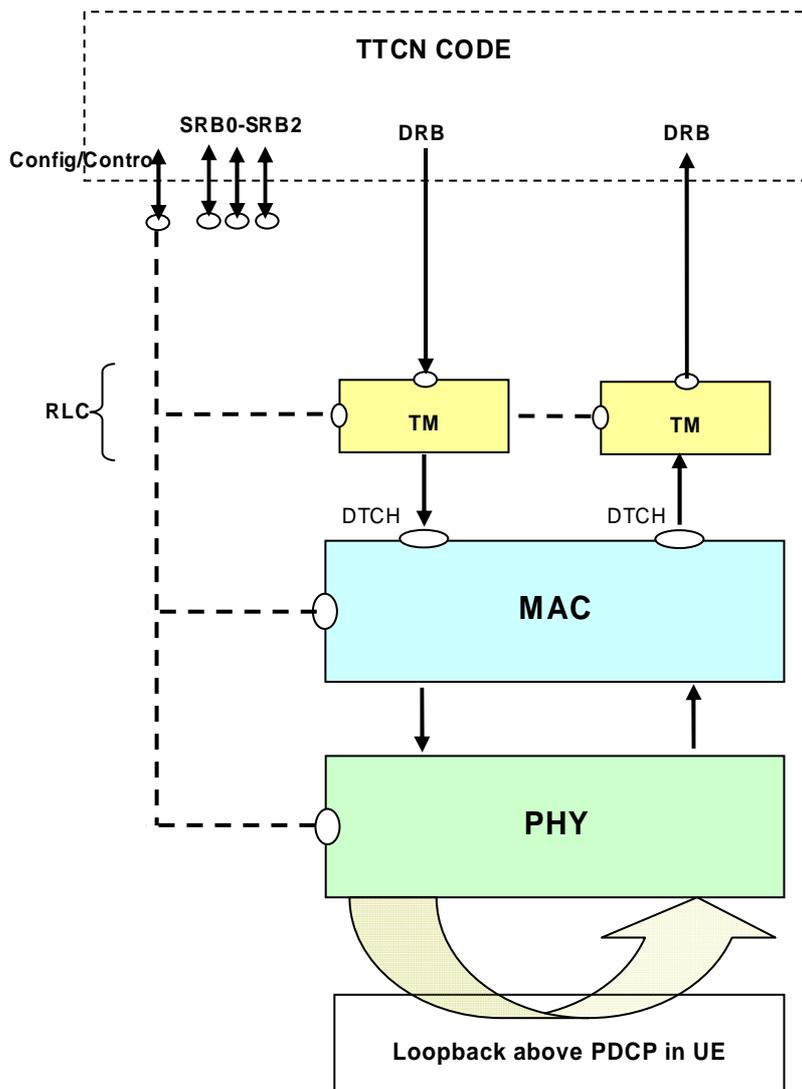 TTCN CODE
SRB0-SRB2
DRB
DRB
Config/Contro
RLC
TM
TM
DTCH
DTCH
MAC
PHY
Loopback above PDCP in UE